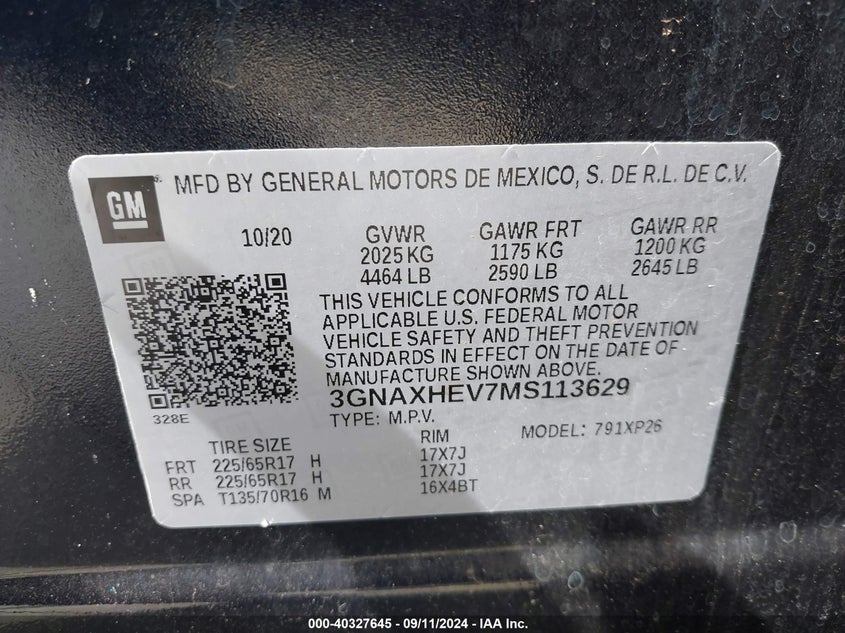 GM
MFD BY GENERAL MOTORS DE MEXICO, S. DE R.L. DE C.V.
10/20
GVWR
2025 KG
4464 LB
GAWR FRT
1175 KG
2590 LB
GAWR RR
1200 KG
2645 LB
THIS VEHICLE CONFORMS TO ALL
APPLICABLE U.S. FEDERAL MOTOR
VEHICLE SAFETY AND THEFT PREVENTION
STANDARDS IN EFFECT ON THE DATE OF
MANUFACTURE SHOWN ABOVE.
3GNAXHEV7MS113629
328E
TYPE: M.P.V.
MODEL: 791XP26
TIRE SIZE RIM
FRT 225/65R17 H 17X7J
RR 225/65R17 H 17X7J
SPA T135/70R16 M 16X4BT
000-40327645 - 09/11/2024 - IAA Inc.